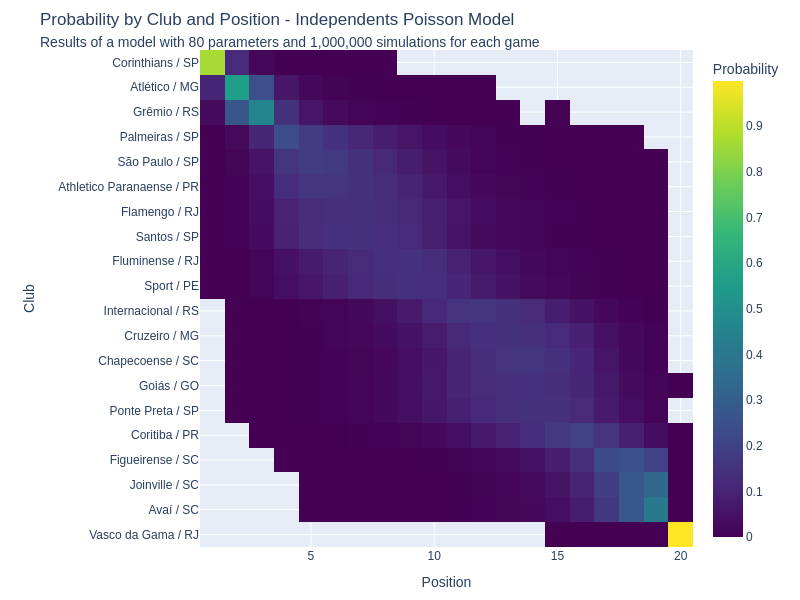 Probability by Club and Position - Independents Poisson Model
Results of a model with 80 parameters and 1,000,000 simulations for each game
Probability
Corinthians / SP
Atlético / MG
Grêmio / RS
Palmeiras / SP
São Paulo / SP
Athletico Paranaense / PR
Flamengo / RJ
Santos / SP
Fluminense / RJ
Sport / PE
Internacional / RS
Cruzeiro / MG
Chapecoense / SC
Goiás / GO
Ponte Preta / SP
Coritiba / PR
Figueirense / SC
Joinville / SC
Avaí / SC
Vasco da Gama / RJ
Club
5
10
15
20
Position
0.9
0.8
0.7
0.6
0.5
0.4
0.3
0.2
0.1
0